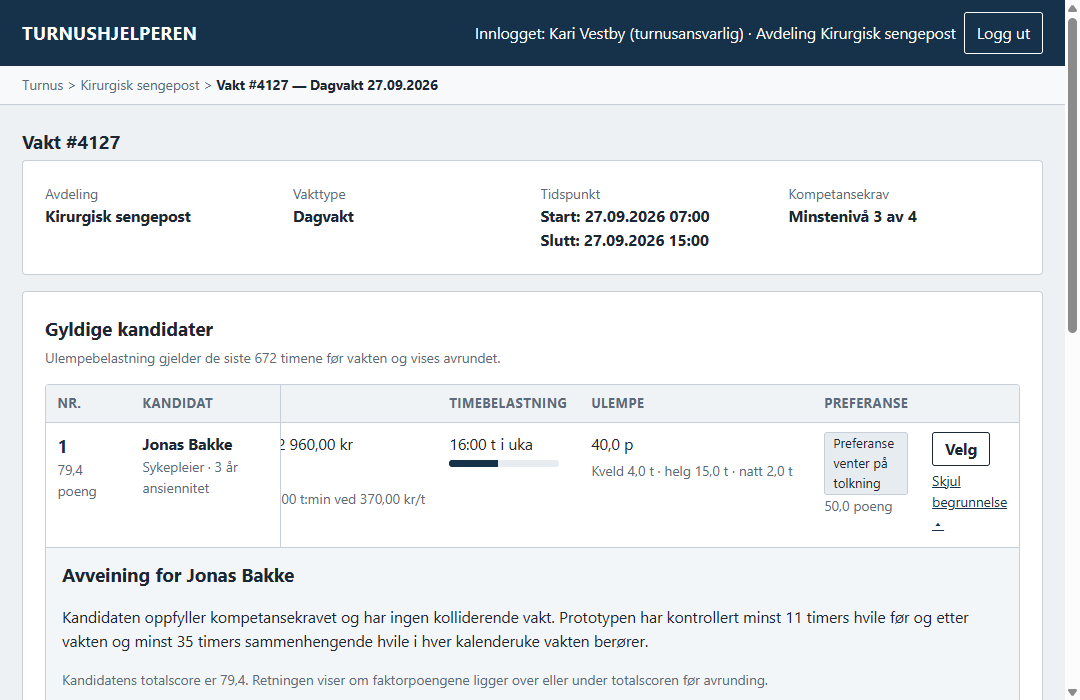 TURNUSHJELPEREN
Innlogget: Kari Vestby (turnusansvarlig) · Avdeling Kirurgisk sengepost
Logg ut
Turnus > Kirurgisk sengepost > Vakt #4127 — Dagvakt 27.09.2026
Vakt #4127
Avdeling
Kirurgisk sengepost
Vakttype
Dagvakt
Tidspunkt
Start: 27.09.2026 07:00
Slutt: 27.09.2026 15:00
Kompetansekrav
Minstenivå 3 av 4
Gyldige kandidater
Ulempebelastning gjelder de siste 672 timene før vakten og vises avrundet.
NR. KANDIDAT TIMEBELASTNING ULEMPE PREFERANSE
1
79,4
poeng
Jonas Bakke
Sykepleier · 3 år
ansiennitet
2 960,00 kr
00 t:min ved 370,00 kr/t
16:00 t i uka
40,0 p
Kveld 4,0 t · helg 15,0 t · natt 2,0 t
Preferanse
venter på
tolkning
50,0 poeng
Velg
Skjul
begrunnelse
Avveining for Jonas Bakke
Kandidaten oppfyller kompetansekravet og har ingen kolliderende vakt. Prototypen har kontrollert minst 11 timers hvile før og etter
vakten og minst 35 timers sammenhengende hvile i hver kalenderuke vakten berører.
Kandidatens totalscore er 79,4. Retningen viser om faktorpoengene ligger over eller under totalscoren før avrunding.